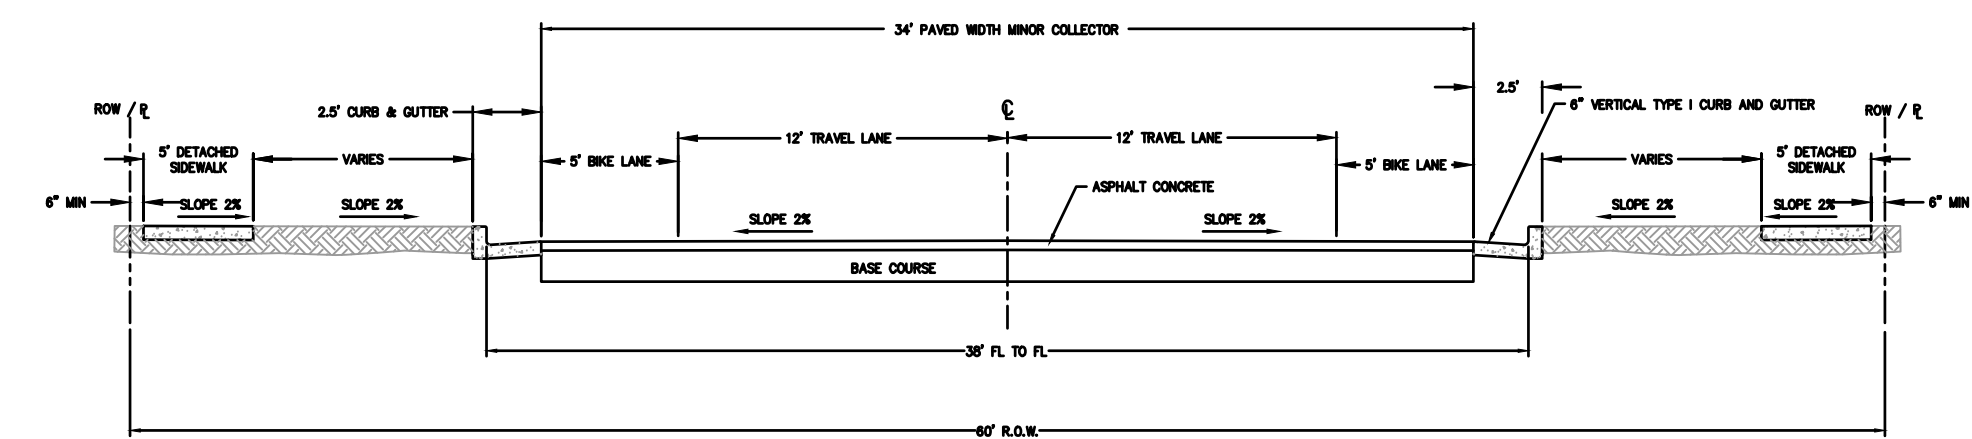 34' PAVED WIDTH MINOR COLLECTOR
2.5'
ROW / PL
2.5' CURB & GUTTER
CL
6" VERTICAL TYPE I CURB AND GUTTER
ROW / PL
5' DETACHED
SIDEWALK
VARIES
12' TRAVEL LANE
12' TRAVEL LANE
5' BIKE LANE
5' BIKE LANE
VARIES
5' DETACHED
SIDEWALK
6" MIN
SLOPE 2%
SLOPE 2%
ASPHALT CONCRETE
SLOPE 2%
SLOPE 2%
6" MIN
SLOPE 2%
SLOPE 2%
BASE COURSE
38' FL TO FL
60' R.O.W.